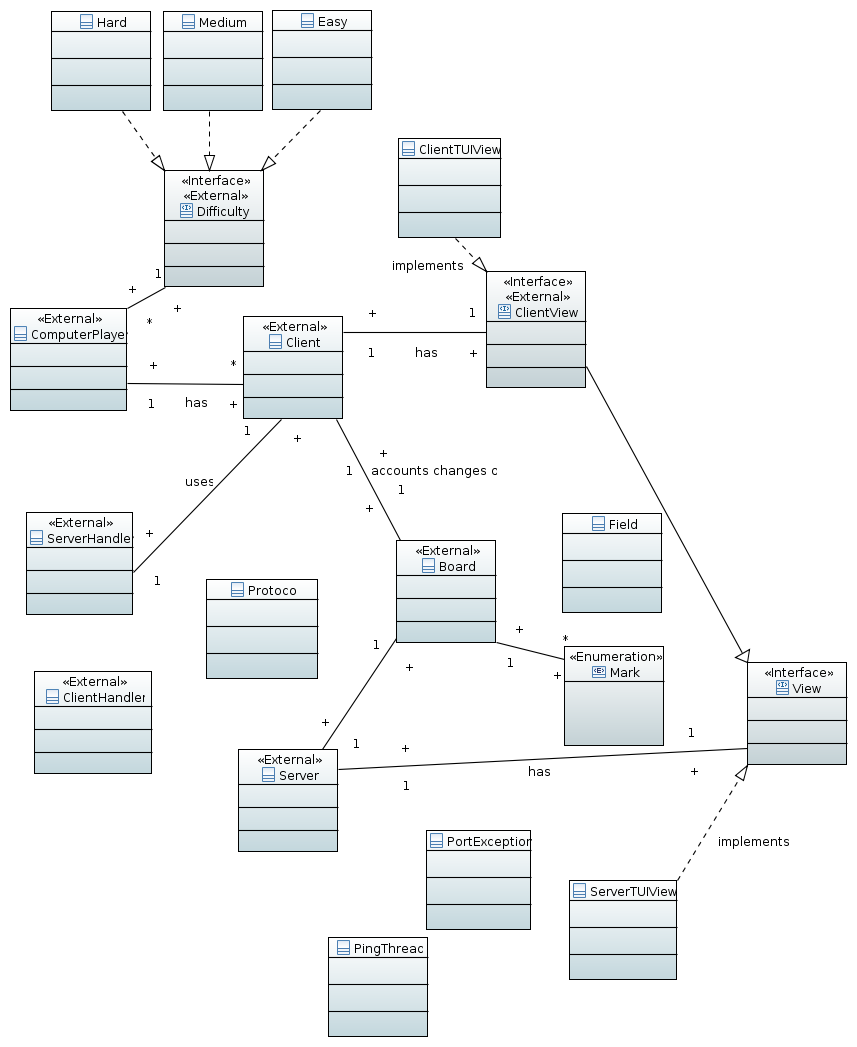 Hard
Medium
Easy
«Interface»
«External»
Difficulty
ClientTUIView
implements
«Interface»
«External»
ClientView
1
+
+
*
«External»
ComputerPlaye
«External»
Client
+
1
1
has
+
+
*
1
has
+
1
+
uses
+
1
+
1
accounts changes c
1
+
«External»
ServerHandler
«External»
Board
Field
Protoco
+
*
1
+
«Enumeration»
Mark
1
+
+
1
«External»
ClientHandler
«Interface»
View
«External»
Server
+
1
1
has
+
implements
PortException
ServerTUIView
PingThreac